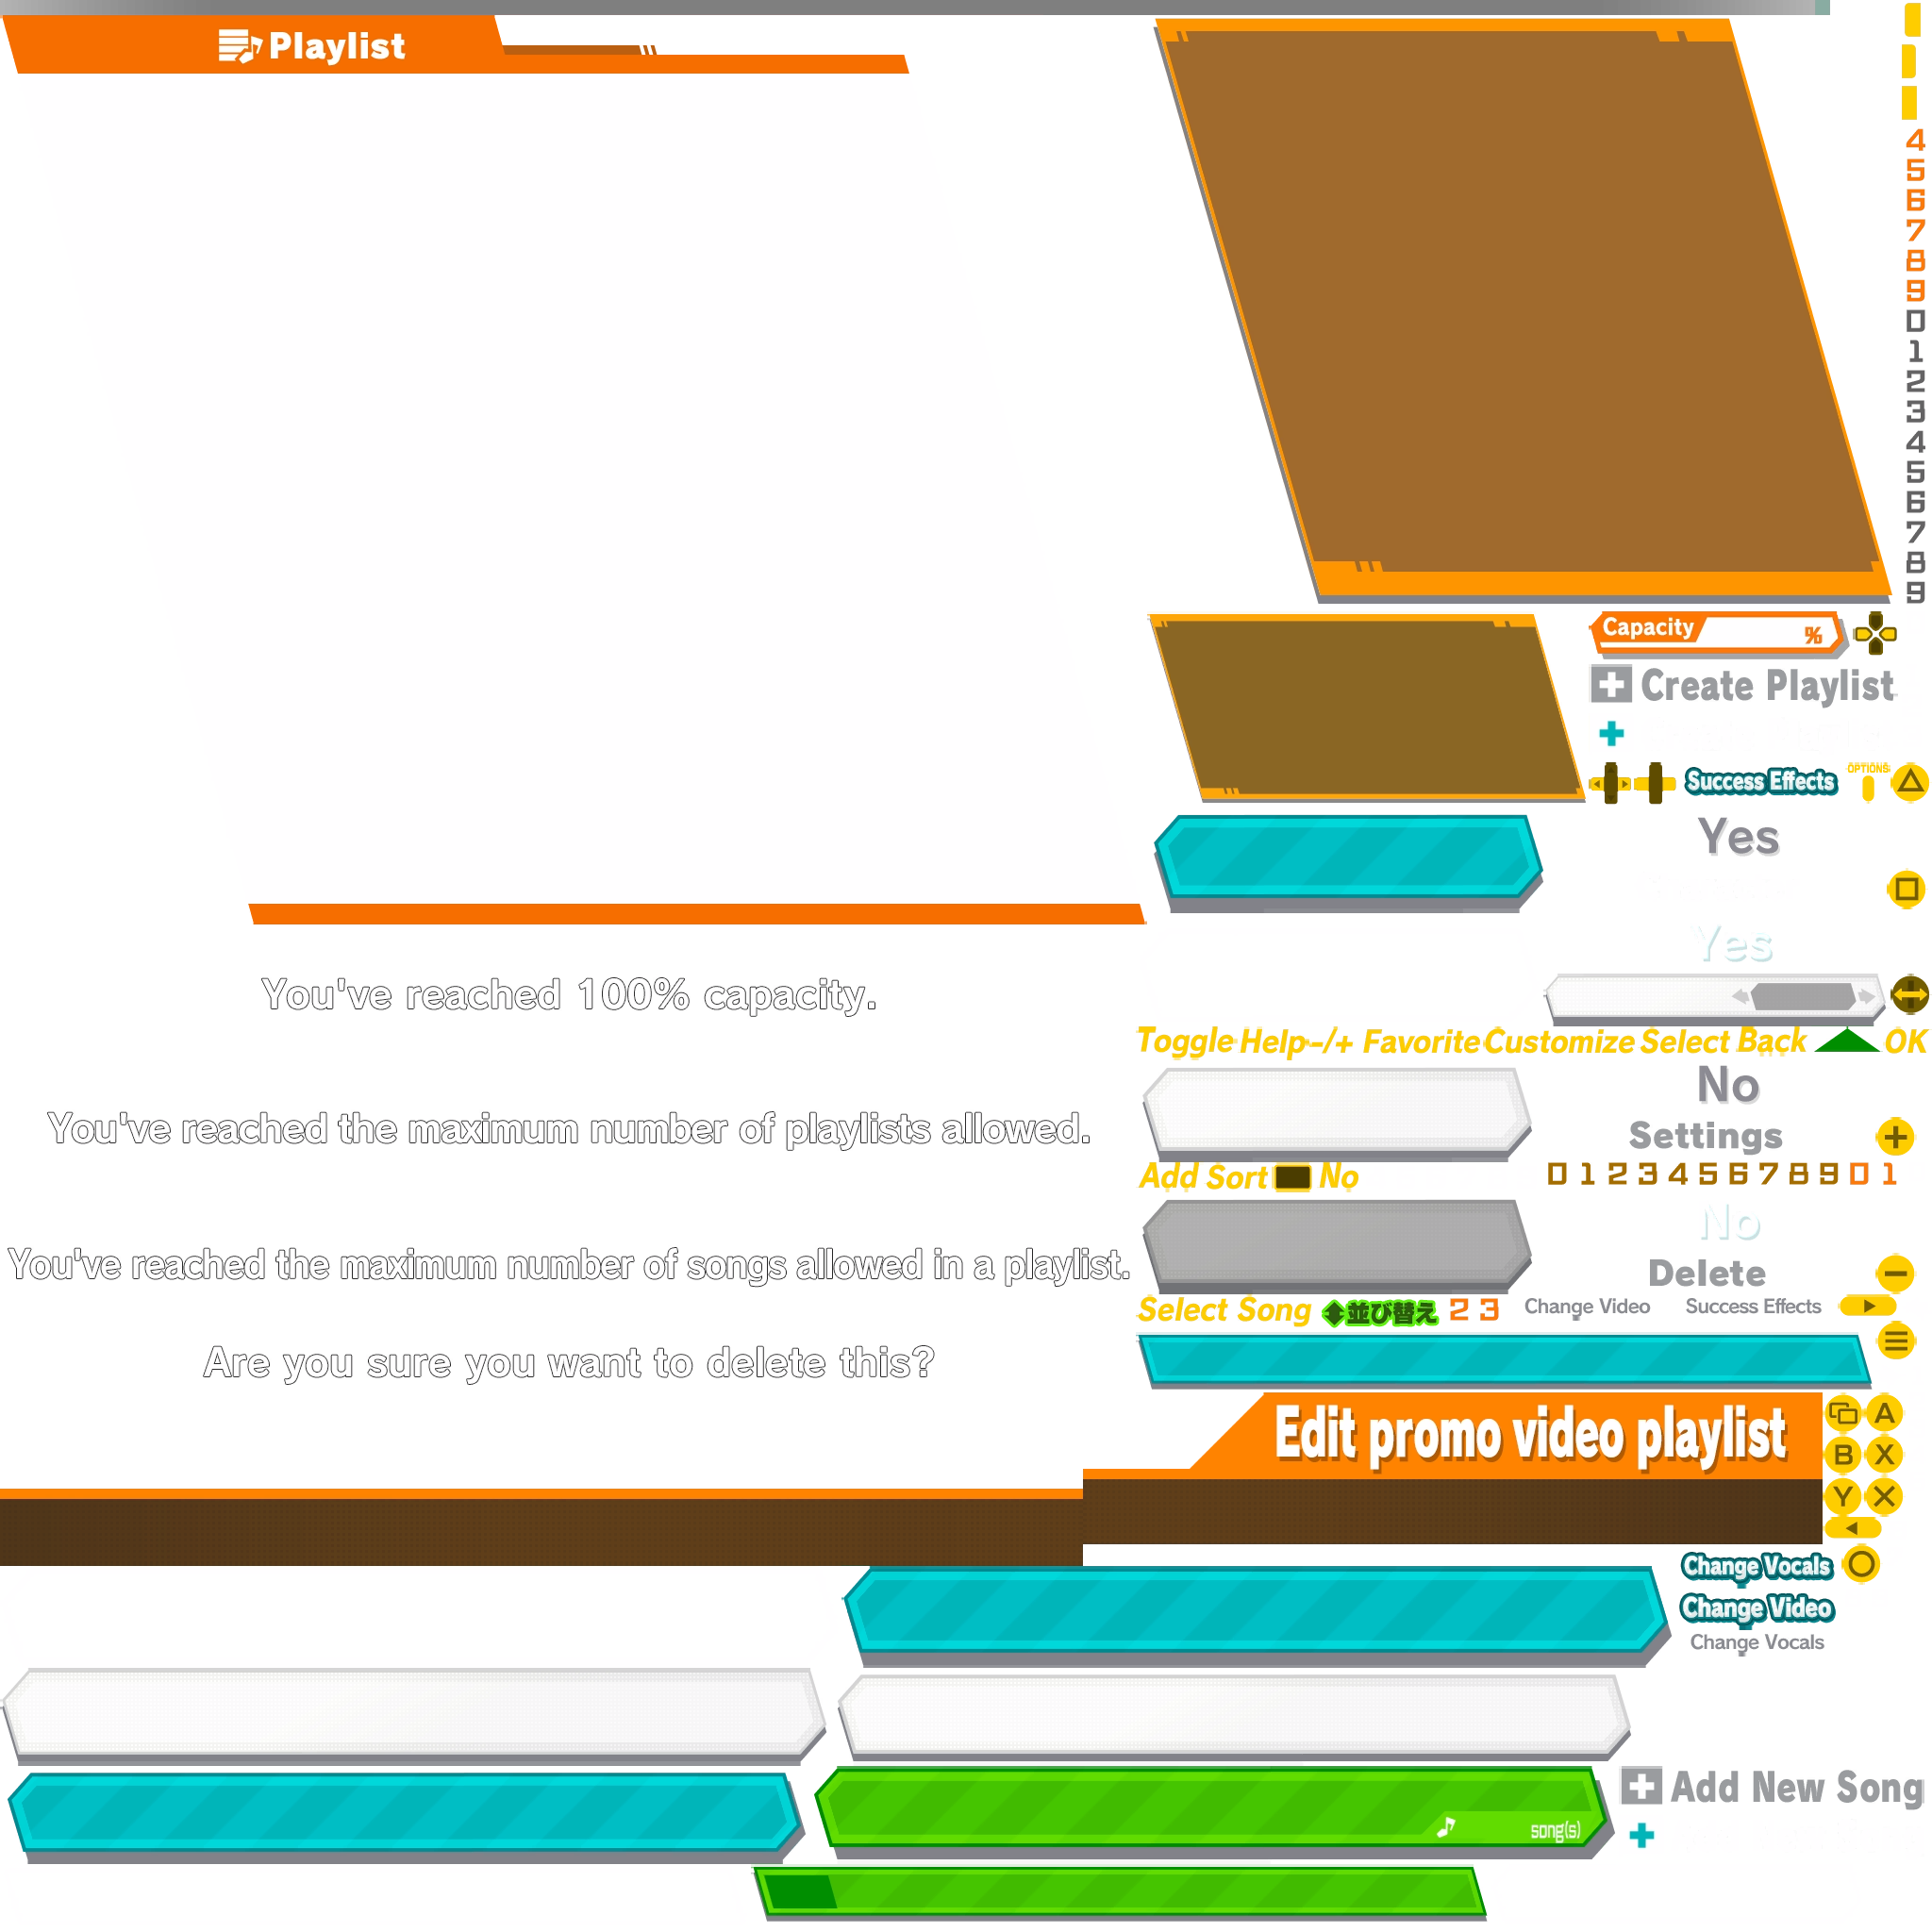 Playlist
4
5
6
7
8
9
0
1
2
3
4
5
6
7
8
9
Capacity %
Create Playlist
Success Effects OPTIONS
Yes
Yes
You've reached 100% capacity.
Toggle Help -/+ Favorite Customize Select Back OK
No
You've reached the maximum number of playlists allowed.
Settings
Add Sort No 0 1 2 3 4 5 6 7 8 9 0 1
No
You've reached the maximum number of songs allowed in a playlist.
Delete
Select Song 並び替え 2 3 Change Video Success Effects
Are you sure you want to delete this?
Edit promo video playlist
A
B X
Y
Change Vocals
Change Video
Change Vocals
Add New Song
song(s)